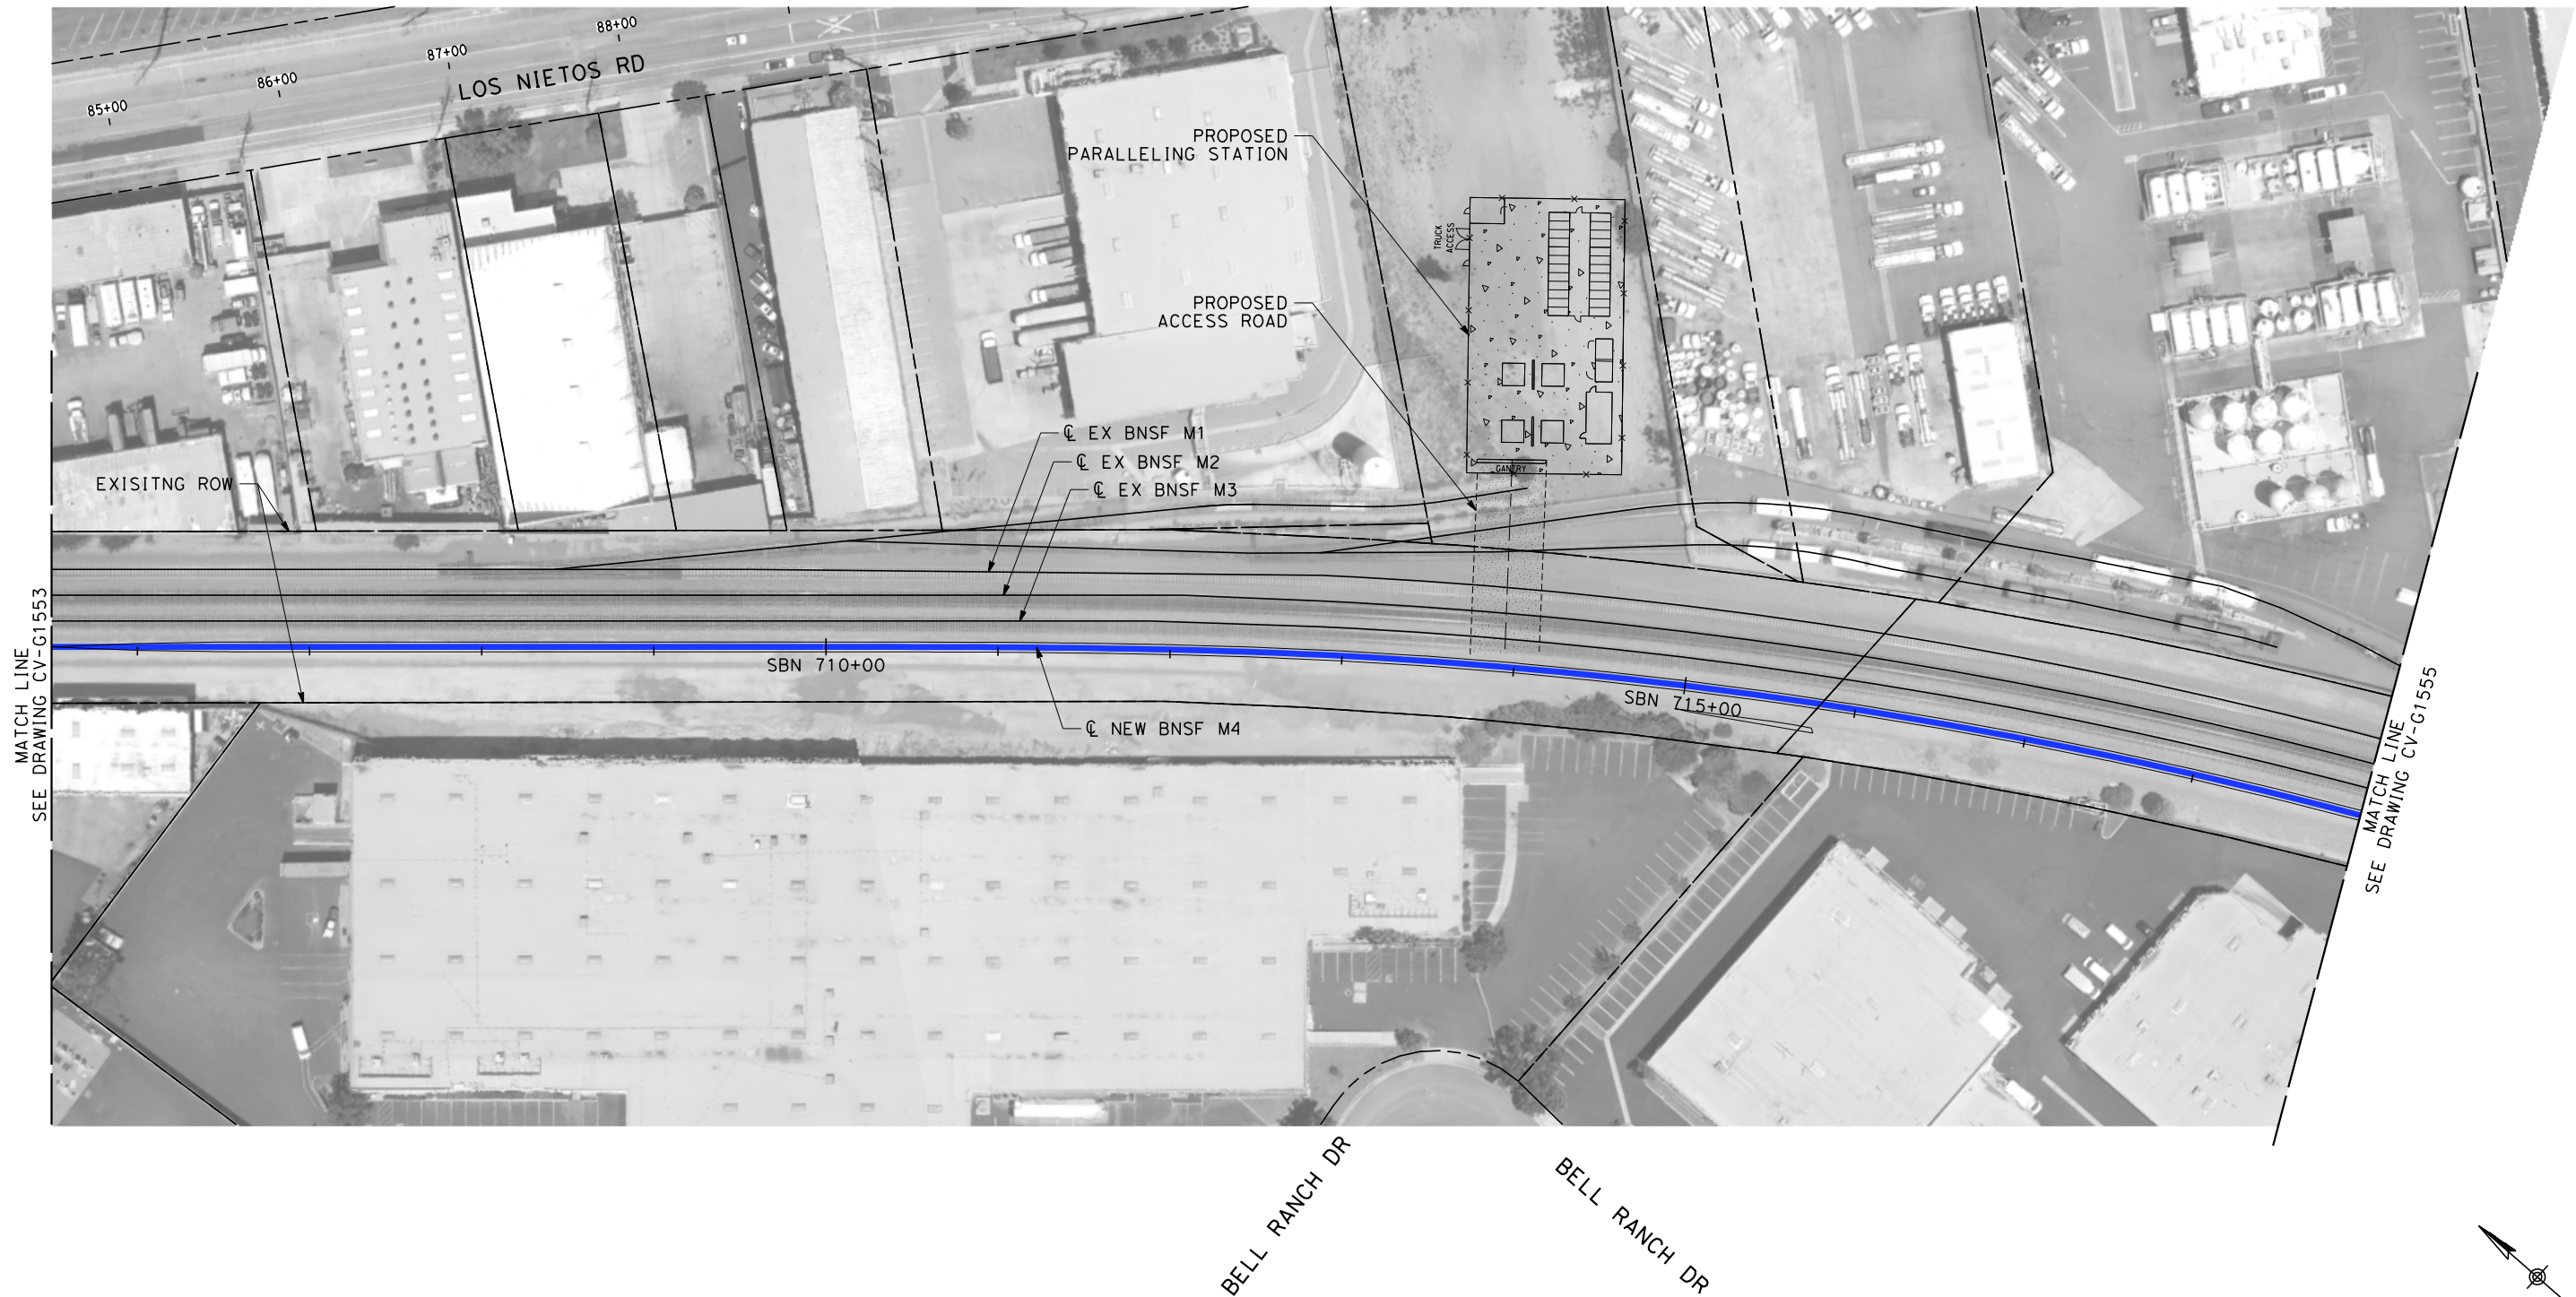 85+00
86+00
87+00
88+00
LOS NIETOS RD
PROPOSED
PARALLELING STATION
TRUCK
ACCESS
PROPOSED
ACCESS ROAD
GANTRY
℄ EX BNSF M1
℄ EX BNSF M2
℄ EX BNSF M3
EXISITNG ROW
MATCH LINE
SEE DRAWING CV-G1553
SBN 710+00
SBN 715+00
℄ NEW BNSF M4
MATCH LINE
SEE DRAWING CV-G1555
BELL RANCH DR
BELL RANCH DR